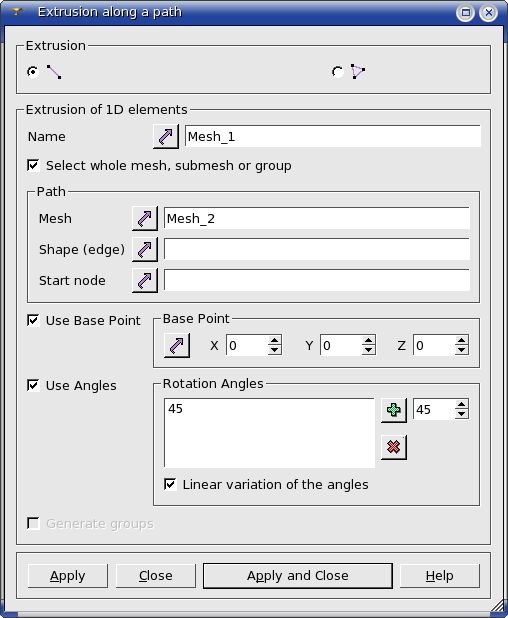 Extrusion along a path
Extrusion
Extrusion of 1D elements
Name Mesh_1
Select whole mesh, submesh or group
Path
Mesh Mesh_2
Shape (edge)
Start node
Use Base Point Base Point
X 0 Y 0 Z 0
Use Angles Rotation Angles
45 45
Linear variation of the angles
Generate groups
Apply Close Apply and Close Help